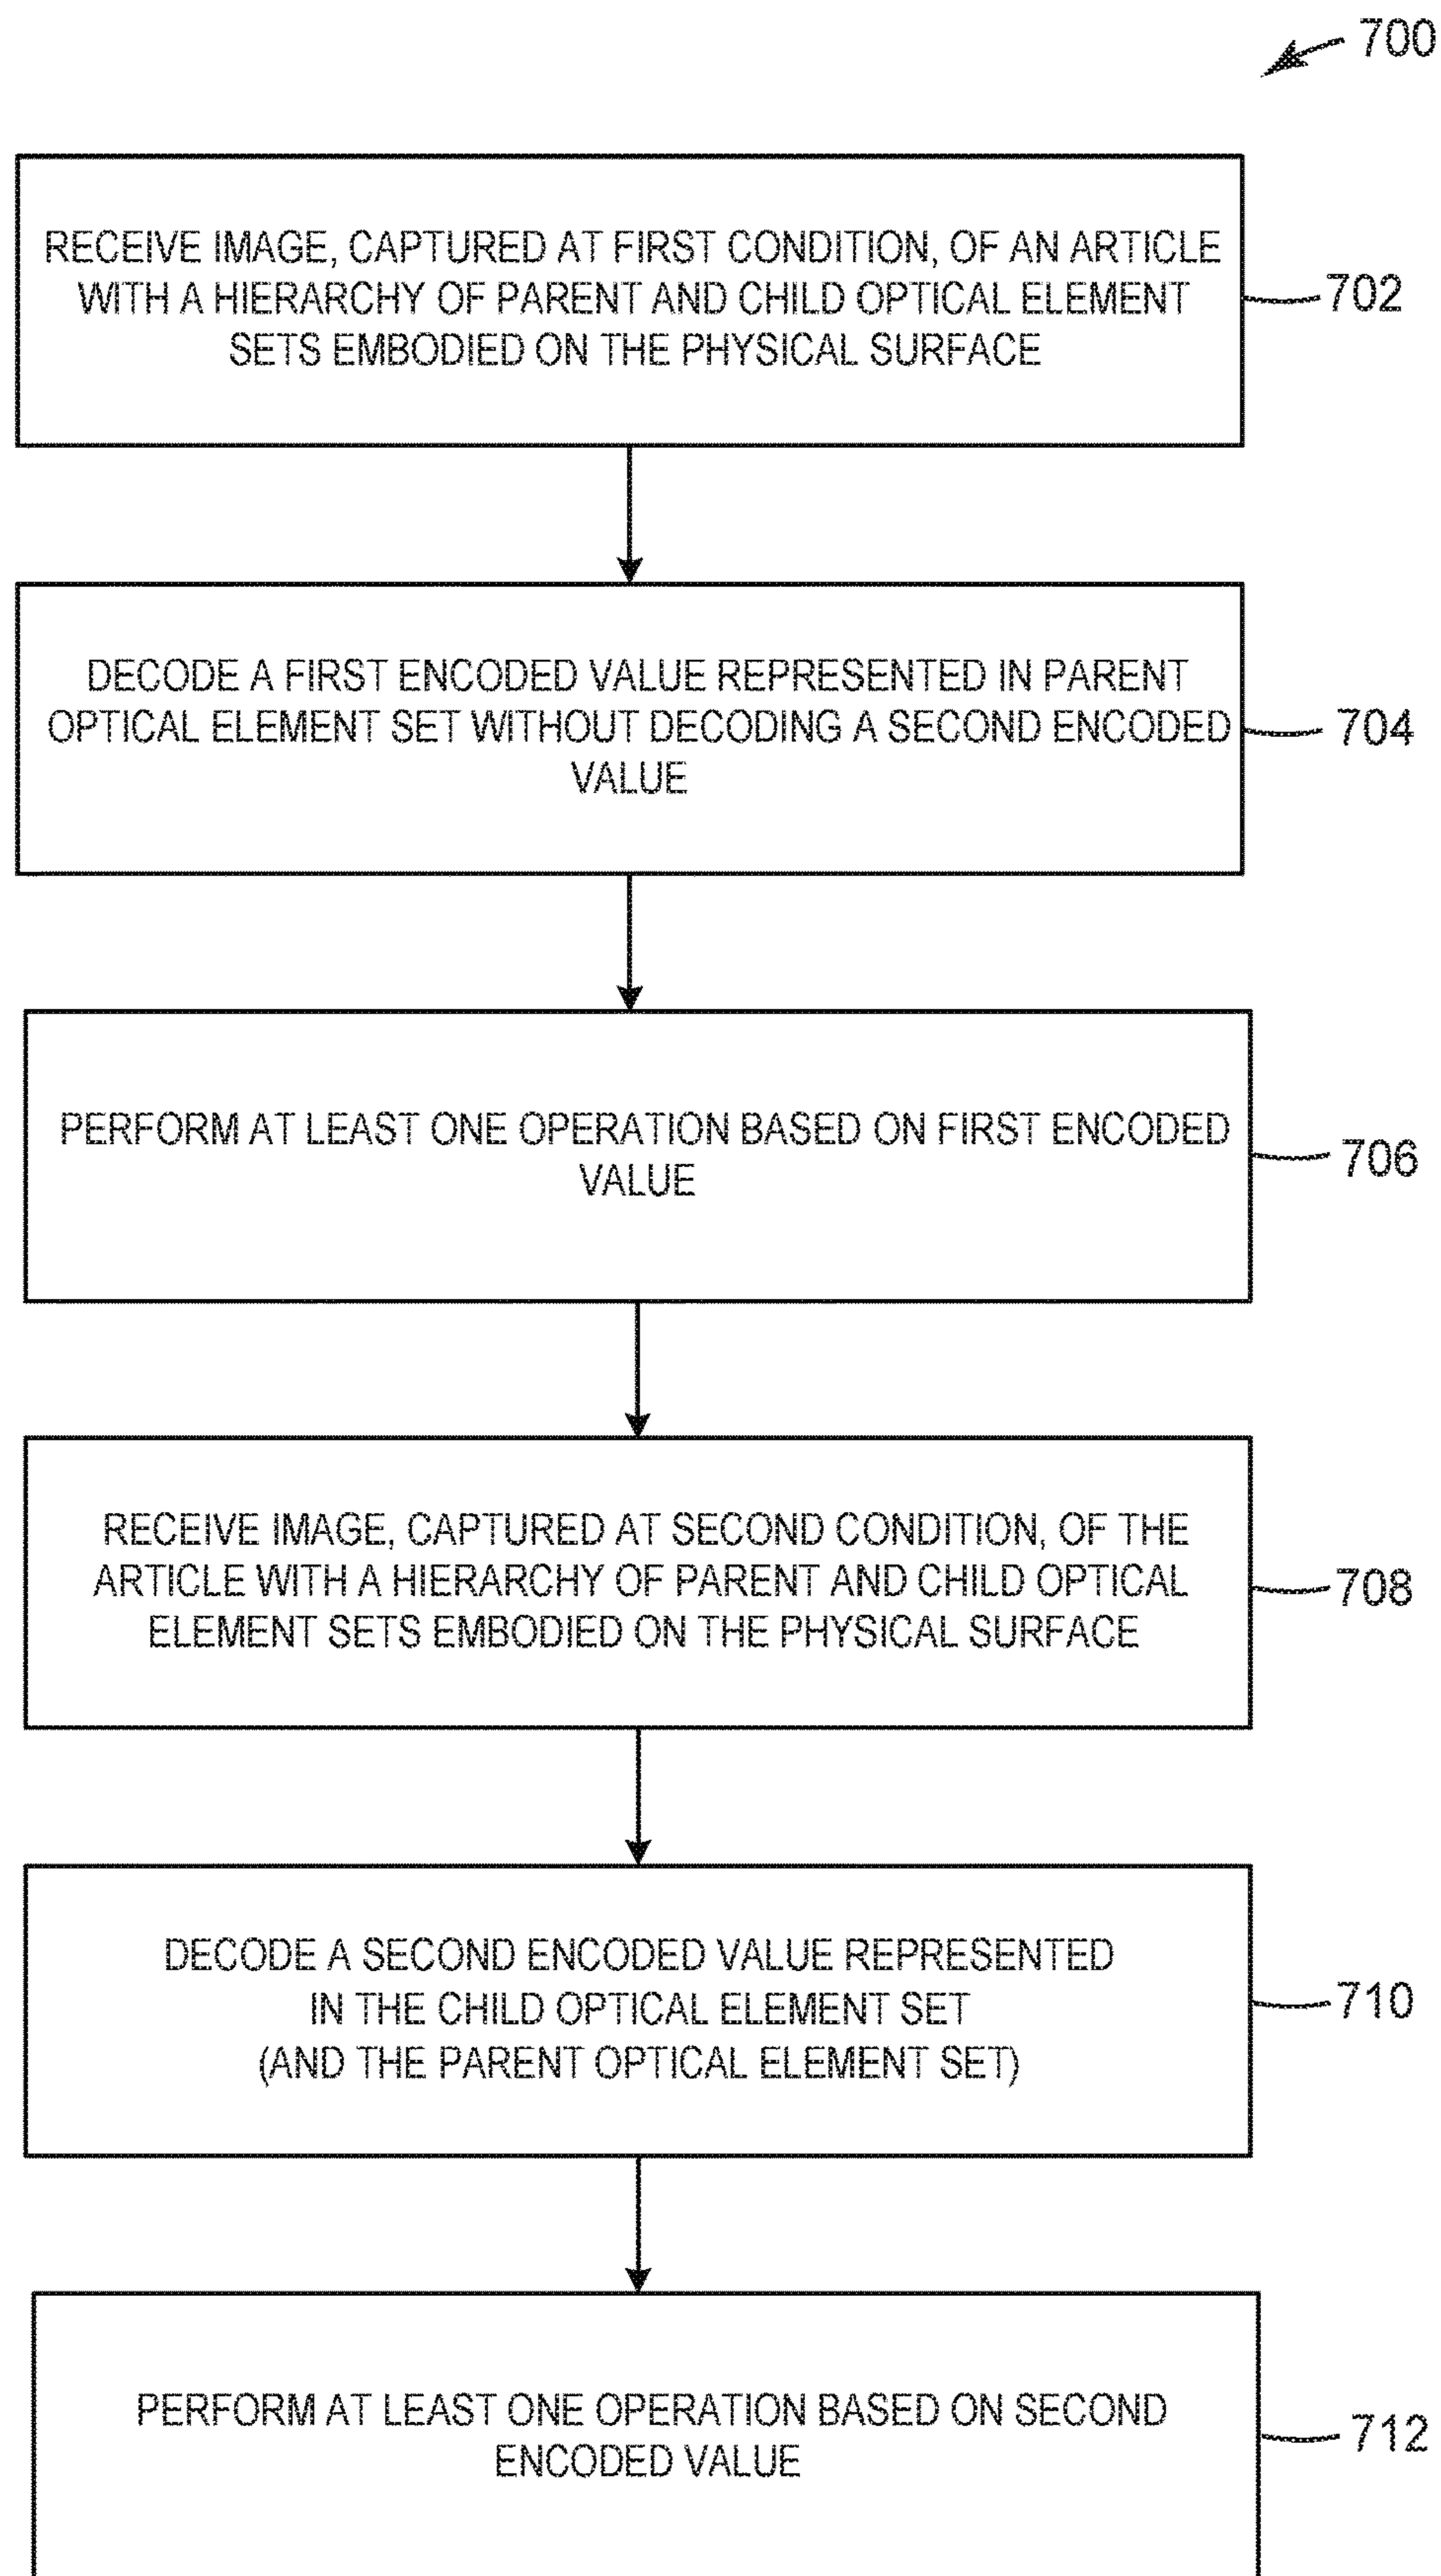 700
RECEIVE IMAGE, CAPTURED AT FIRST CONDITION, OF AN ARTICLE
WITH A HIERARCHY OF PARENT AND CHILD OPTICAL ELEMENT
SETS EMBODIED ON THE PHYSICAL SURFACE
702
DECODE A FIRST ENCODED VALUE REPRESENTED IN PARENT
OPTICAL ELEMENT SET WITHOUT DECODING A SECOND ENCODED
VALUE
704
PERFORM AT LEAST ONE OPERATION BASED ON FIRST ENCODED
VALUE
706
RECEIVE IMAGE, CAPTURED AT SECOND CONDITION, OF THE
ARTICLE WITH A HIERARCHY OF PARENT AND CHILD OPTICAL
ELEMENT SETS EMBODIED ON THE PHYSICAL SURFACE
708
DECODE A SECOND ENCODED VALUE REPRESENTED
IN THE CHILD OPTICAL ELEMENT SET
(AND THE PARENT OPTICAL ELEMENT SET)
710
PERFORM AT LEAST ONE OPERATION BASED ON SECOND
ENCODED VALUE
712